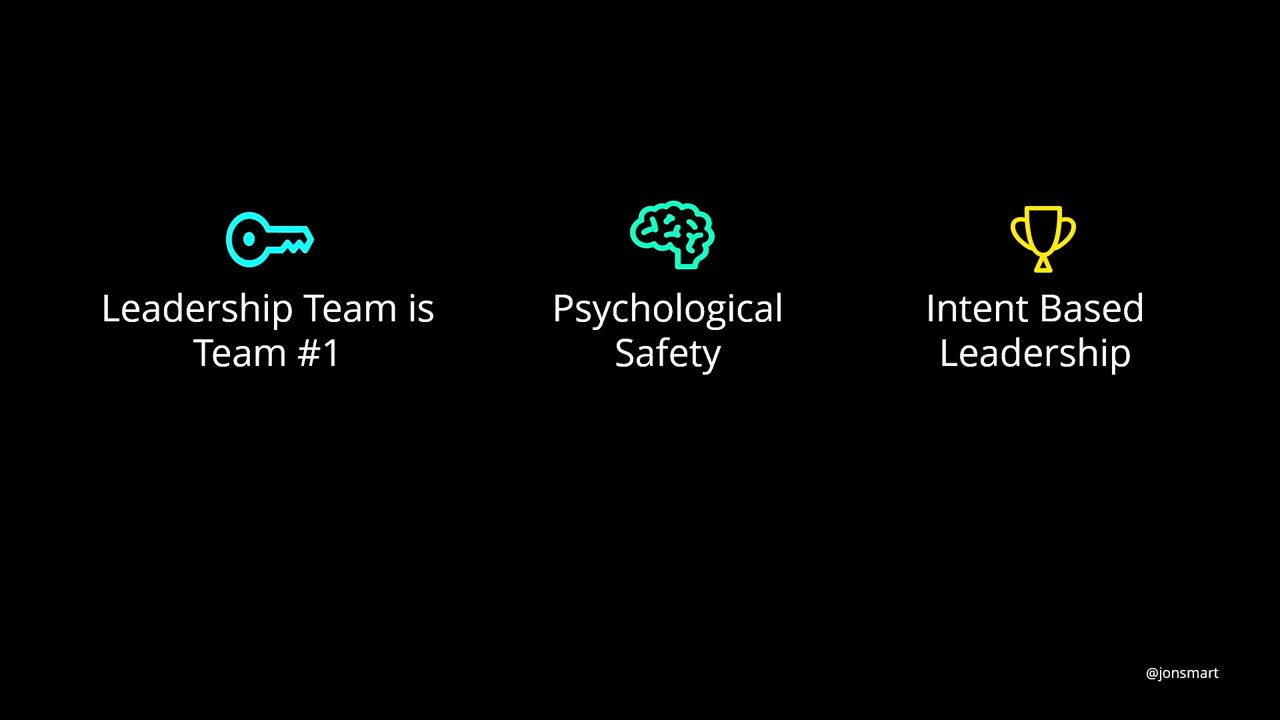 Leadership Team is
Team #1
Psychological
Safety
Intent Based
Leadership
@jonsmart